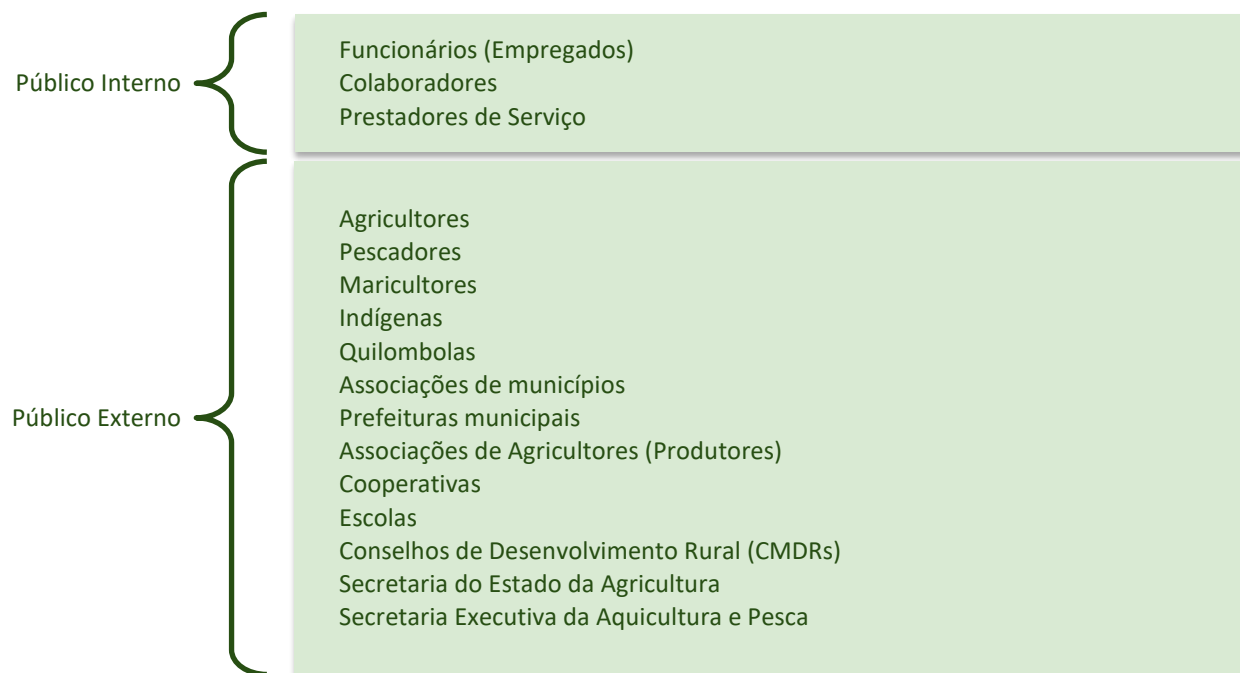 Público Interno
Funcionários (Empregados)
Colaboradores
Prestadores de Serviço
Público Externo
Agricultores
Pescadores
Maricultores
Indígenas
Quilombolas
Associações de municípios
Prefeituras municipais
Associações de Agricultores (Produtores)
Cooperativas
Escolas
Conselhos de Desenvolvimento Rural (CMDRs)
Secretaria do Estado da Agricultura
Secretaria Executiva da Aquicultura e Pesca